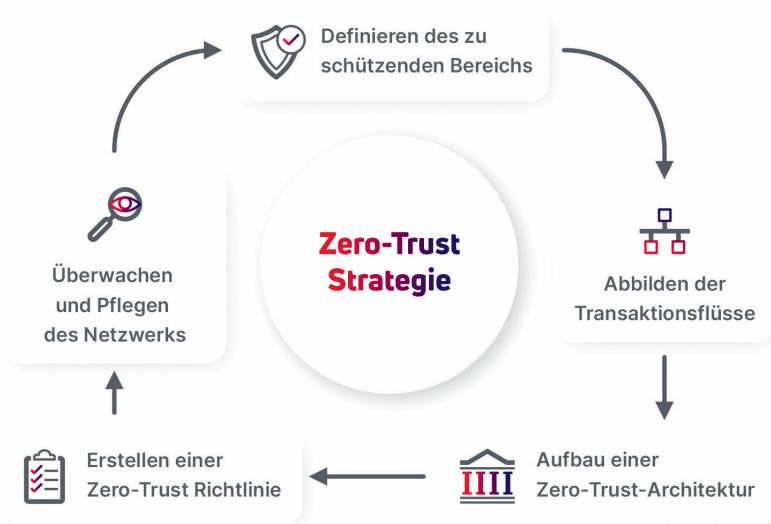 Definieren des zu
schützenden Bereichs
Zero-Trust
Strategie
Abbilden der
Transaktionsflüsse
Aufbau einer
Zero-Trust-Architektur
Erstellen einer
Zero-Trust Richtlinie
Überwachen
und Pflegen
des Netzwerks